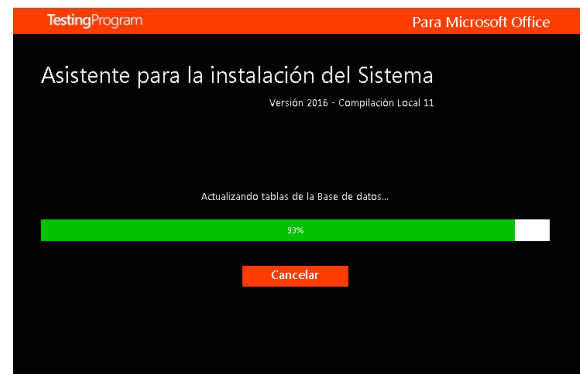 TestingProgram
Para Microsoft Office
Asistente para la instalación del Sistema
Versión 2016 - Compilación Local 11
Actualizando tablas de la Base de datos...
93%
Cancelar